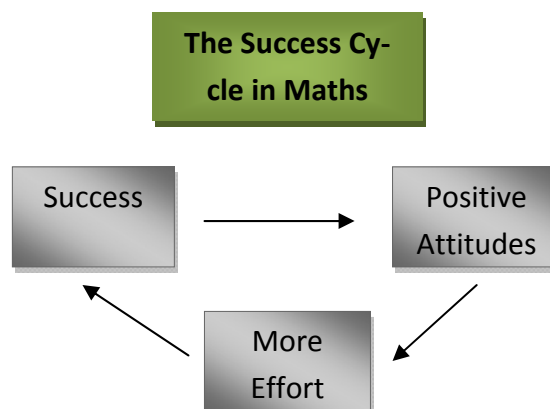 The Success Cy-
cle in Maths
Success
Positive
Attitudes
More
Effort